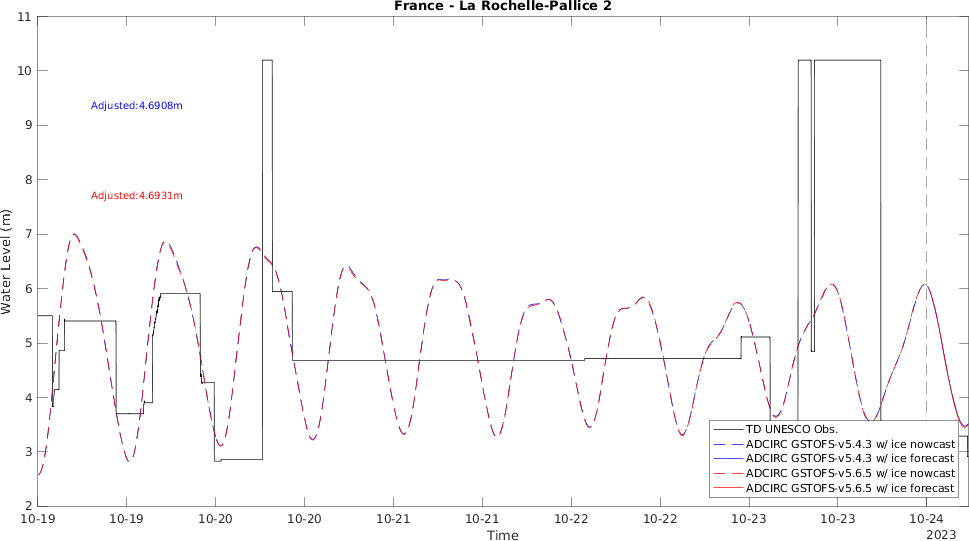 France - La Rochelle-Pallice 2
11
10
9
8
7
6
5
4
3
2
Water Level (m)
Adjusted:4.6908m
Adjusted:4.6931m
TD UNESCO Obs.
ADCIRC GSTOFS-v5.4.3 w/ ice nowcast
ADCIRC GSTOFS-v5.4.3 w/ ice forecast
ADCIRC GSTOFS-v5.6.5 w/ ice nowcast
ADCIRC GSTOFS-v5.6.5 w/ ice forecast
10-19 10-19 10-20 10-20 10-21 10-21 10-22 10-22 10-23 10-23 10-24
Time
2023